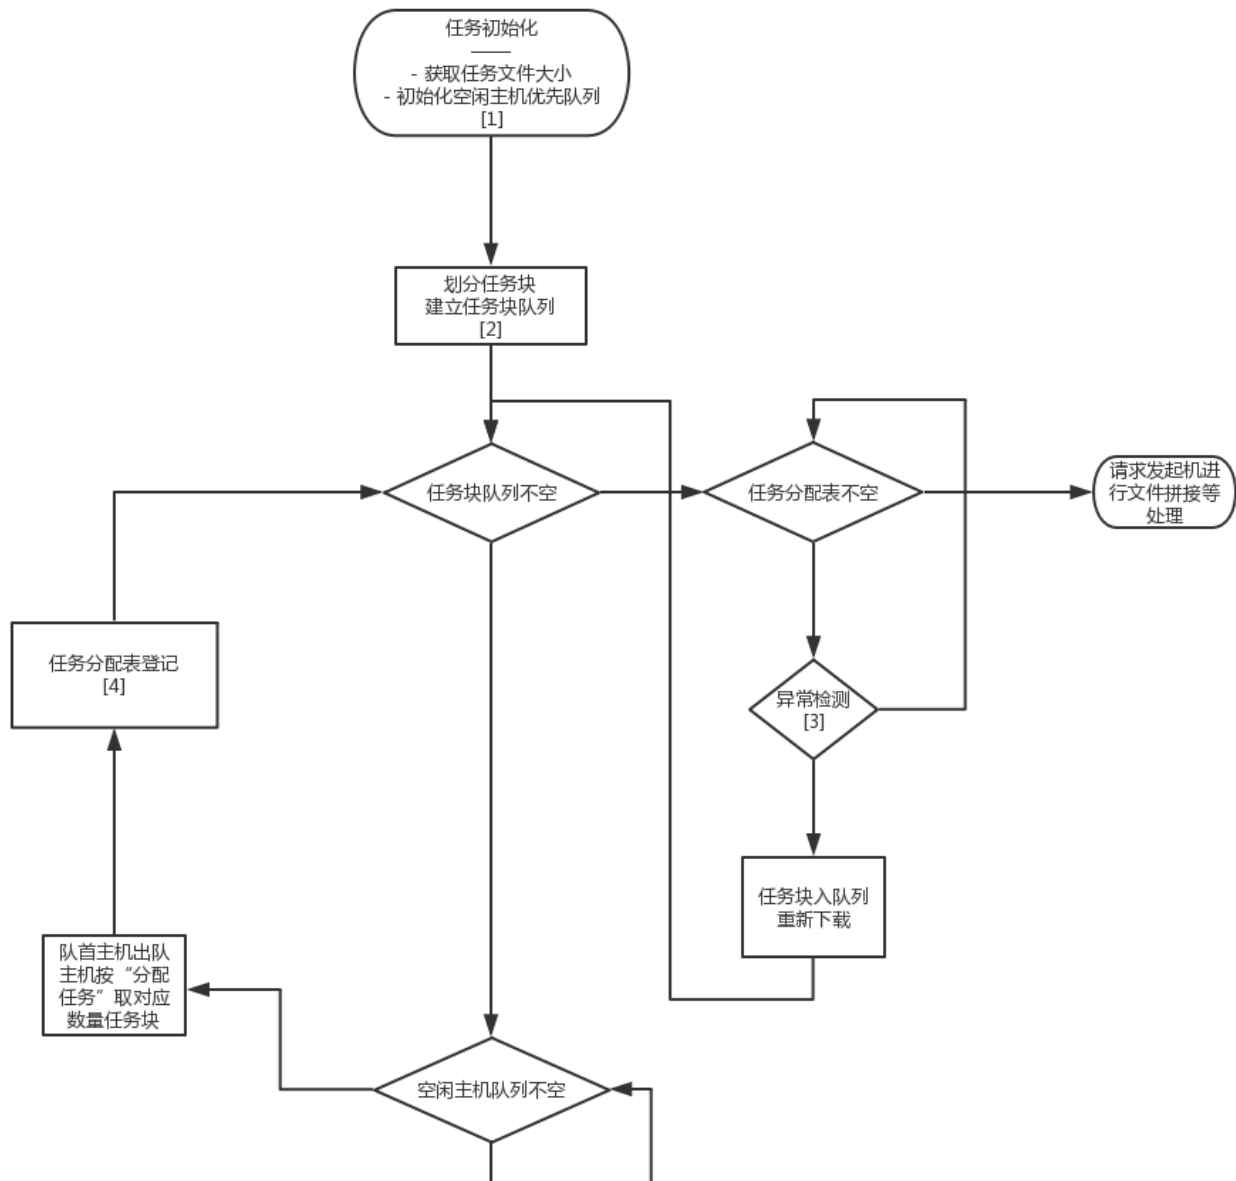 任务初始化
——
- 获取任务文件大小
- 初始化空闲主机优先队列
[1]
划分任务块
建立任务块队列
[2]
任务块队列不空
任务分配表不空
请求发起机进
行文件拼接等
处理
任务分配表登记
[4]
异常检测
[3]
任务块入队列
重新下载
队首主机出队
主机按“分配
任务”取对应
数量任务块
空闲主机队列不空